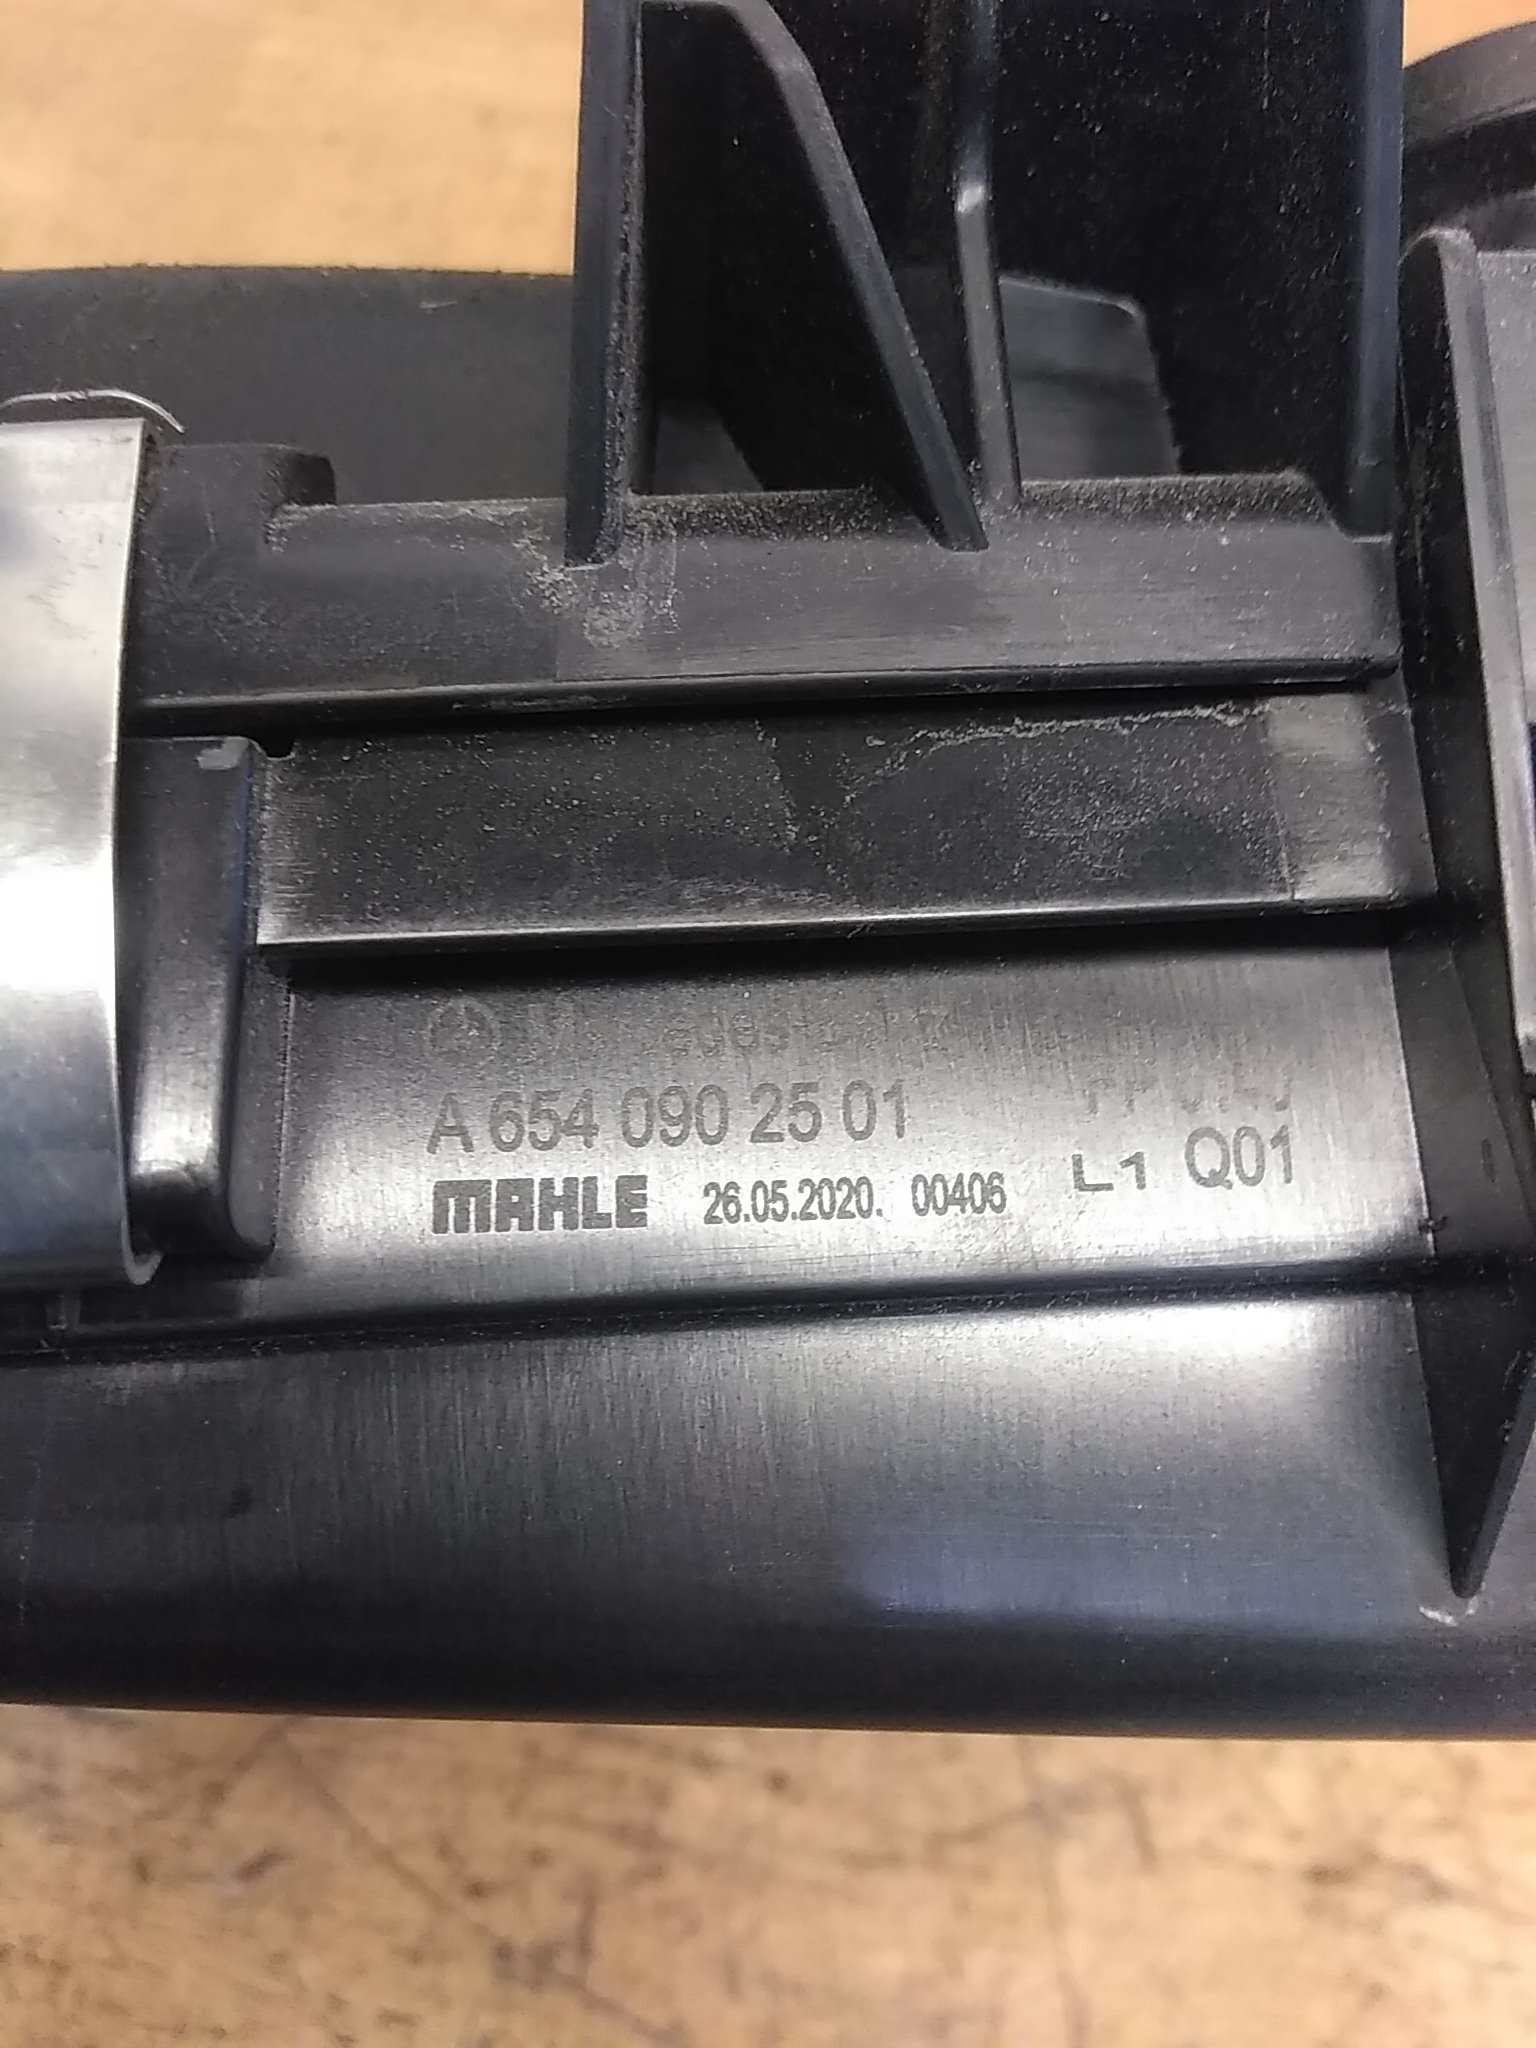 A 654 090 25 01
MAHLE 26.05.2020. 00406 L1 Q01